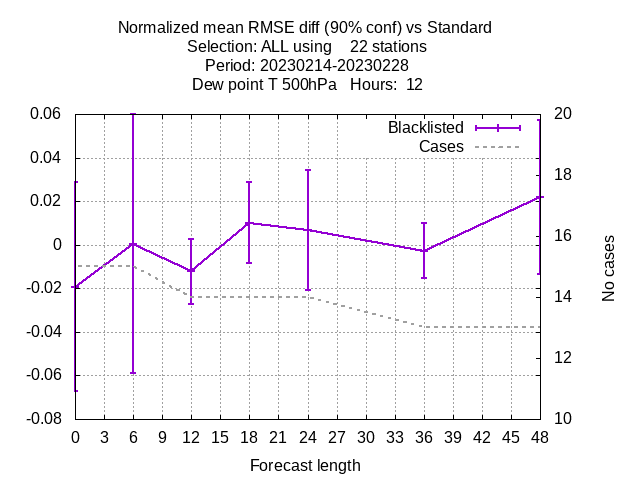 Normalized mean RMSE diff (90% conf) vs Standard
Selection: ALL using    22 stations
Period: 20230214-20230228
Dew point T 500hPa   Hours:  12
0.06
0.04
0.02
0
-0.02
-0.04
-0.06
-0.08
20
18
16
14
12
10
Blacklisted
Cases
No cases
0 3 6 9 12 15 18 21 24 27 30 33 36 39 42 45 48
Forecast length